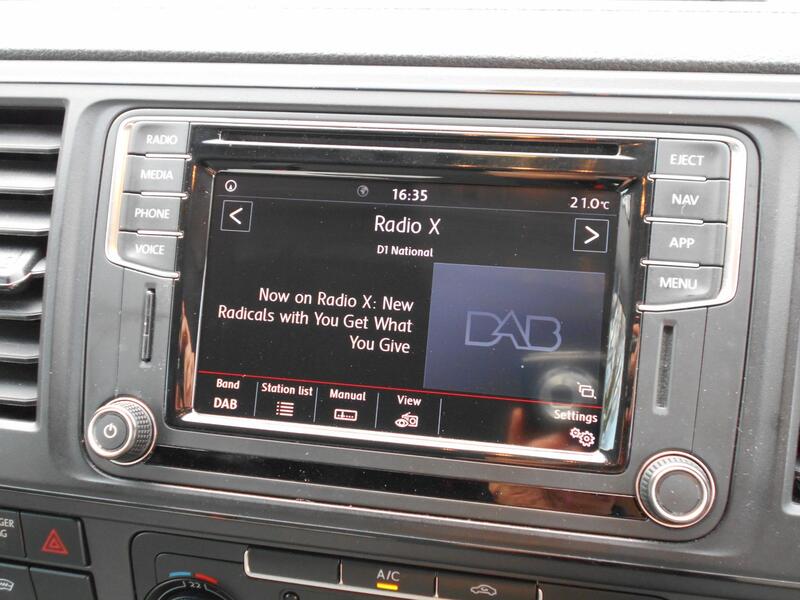 RADIO
MEDIA
PHONE
VOICE
16:35
21.0°C
<
Radio X
>
D1 National
Now on Radio X: New
Radicals with You Get What
You Give
DAB
Band
DAB
Station list
Manual
View
Settings
EJECT
NAV
APP
MENU
A/C
22